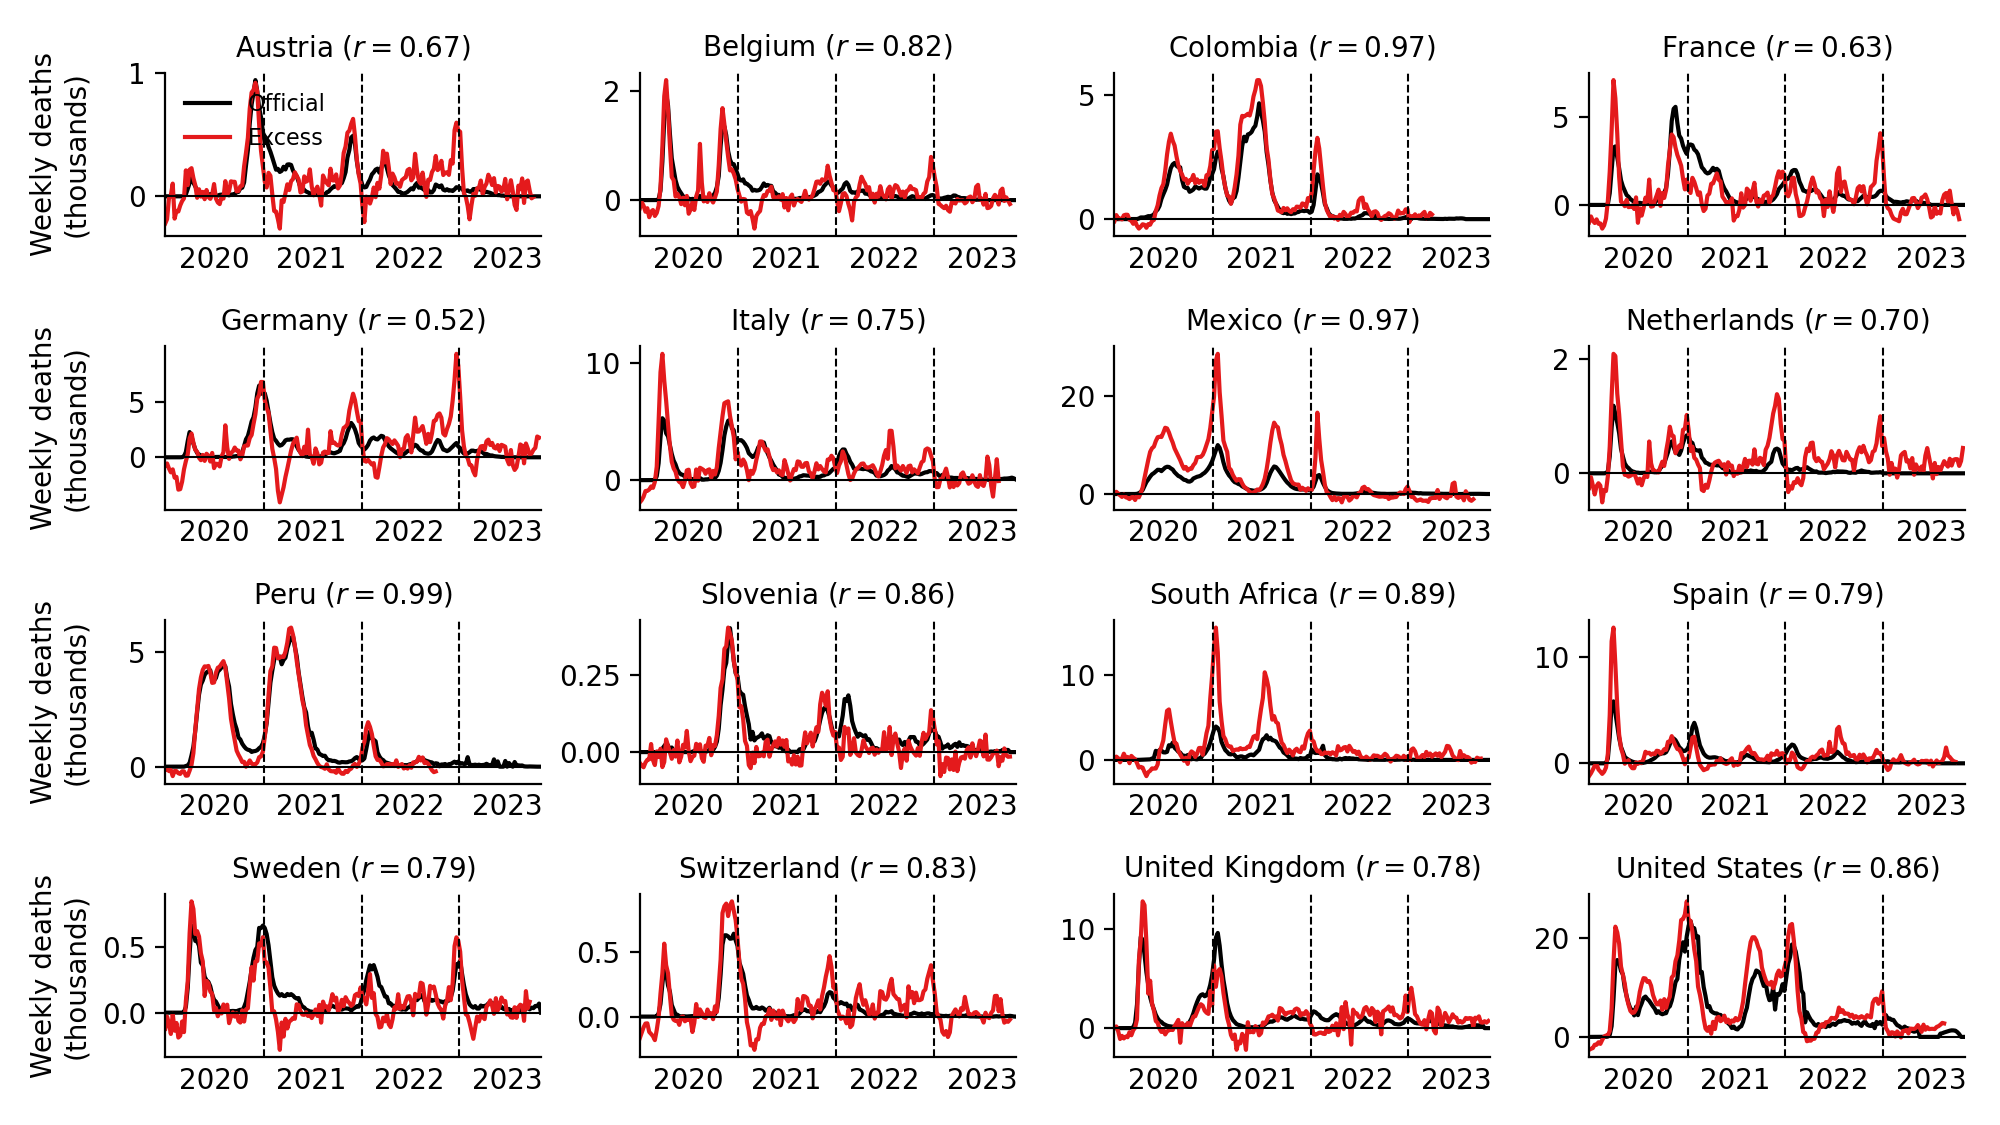 Austria (r = 0.67)
Belgium (r = 0.82)
Colombia (r = 0.97)
France (r = 0.63)
Weekly deaths
(thousands)
1
0
Official
Excess
2
0
5
0
5
0
2020 2021 2022 2023
2020 2021 2022 2023
2020 2021 2022 2023
2020 2021 2022 2023
Germany (r = 0.52)
Italy (r = 0.75)
Mexico (r = 0.97)
Netherlands (r = 0.70)
Weekly deaths
(thousands)
5
0
10
0
20
0
2
0
2020 2021 2022 2023
2020 2021 2022 2023
2020 2021 2022 2023
2020 2021 2022 2023
Peru (r = 0.99)
Slovenia (r = 0.86)
South Africa (r = 0.89)
Spain (r = 0.79)
Weekly deaths
(thousands)
5
0
0.25
0.00
10
0
10
0
2020 2021 2022 2023
2020 2021 2022 2023
2020 2021 2022 2023
2020 2021 2022 2023
Sweden (r = 0.79)
Switzerland (r = 0.83)
United Kingdom (r = 0.78)
United States (r = 0.86)
Weekly deaths
(thousands)
0.5
0.0
0.5
0.0
10
0
20
0
2020 2021 2022 2023
2020 2021 2022 2023
2020 2021 2022 2023
2020 2021 2022 2023